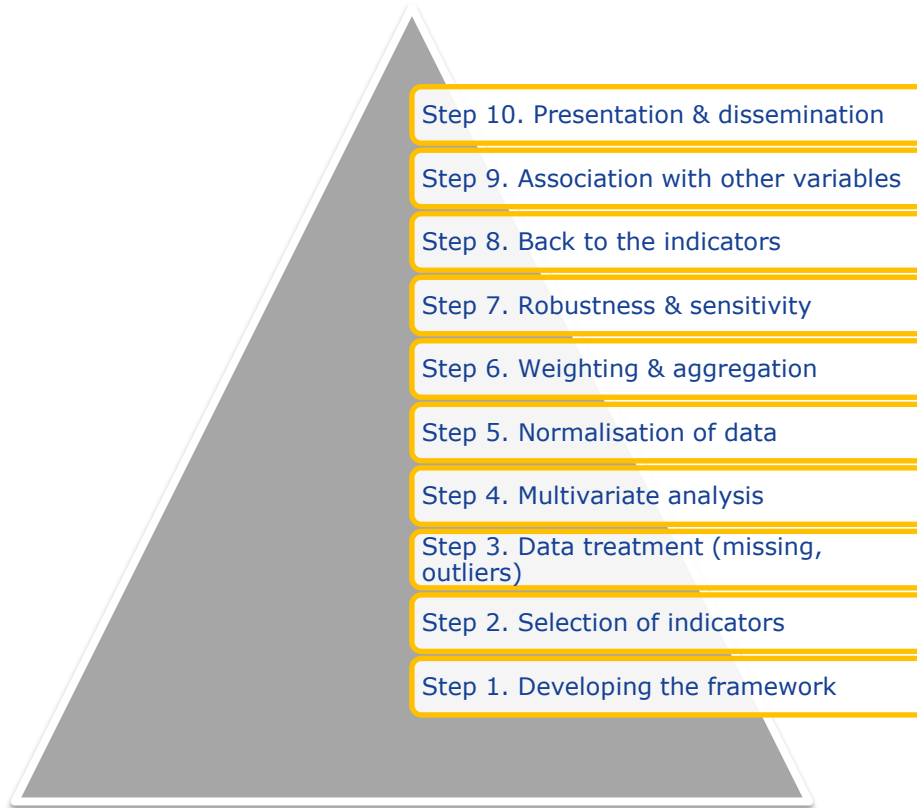 Step 10. Presentation & dissemination
Step 9. Association with other variables
Step 8. Back to the indicators
Step 7. Robustness & sensitivity
Step 6. Weighting & aggregation
Step 5. Normalisation of data
Step 4. Multivariate analysis
Step 3. Data treatment (missing,
outliers)
Step 2. Selection of indicators
Step 1. Developing the framework